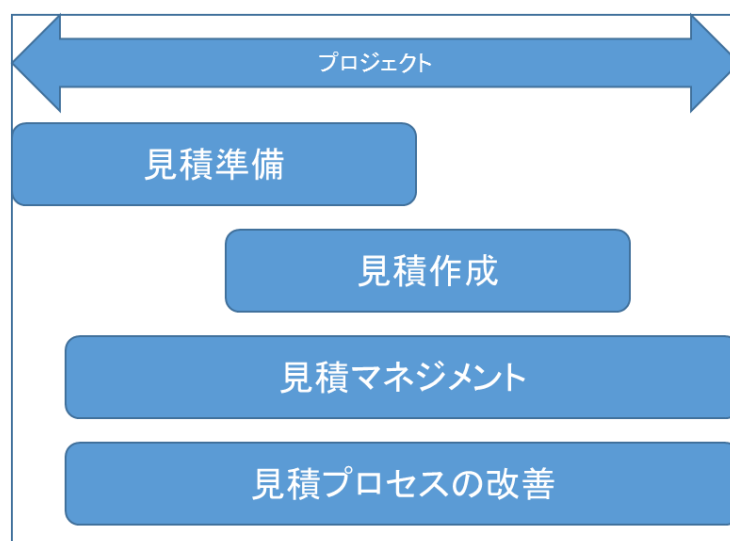 プロジェクト
見積準備
見積作成
見積マネジメント
見積プロセスの改善